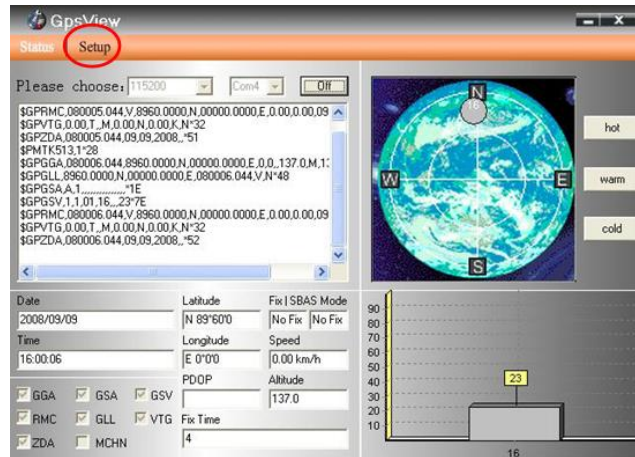 GpsView
Status Setup
Please choose: 115200 Com4 Off
$GPRMC,080005.044,V,8960.0000,N,00000.0000,E,0.00,0.00,09
$GPVTG,0.00,T,,M,0.00,N,0.00,K,N*32
$GPZDA,080005.044,09,09,2008,,*51
$PMTK513,1*28
$GPGGA,080006.044,8960.0000,N,00000.0000,E,0,0,,137.0,M,1:
$GPGLL,8960.0000,N,00000.0000,E,080006.044,V,N*48
$GPGSA,A,1,,,,,,,,,,,,,,,*1E
$GPGSV,1,1,01,16,,,23*7E
$GPRMC,080006.044,V,8960.0000,N,00000.0000,E,0.00,0.00,09
$GPVTG,0.00,T,,M,0.00,N,0.00,K,N*32
$GPZDA,080006.044,09,09,2008,,*52
N
16
W
E
S
hot
warm
cold
Date Latitude Fix | SBAS Mode
2008/09/09 N 89°60'0 No Fix No Fix
Time Longitude Speed
16:00:06 E 0°0'0 0.00 km/h
PDOP Altitude
137.0
GGA GSA GSV
RMC GLL VTG Fix Time
ZDA MCHN 4
90
80
70
60
50
40
30
20
10
23
16